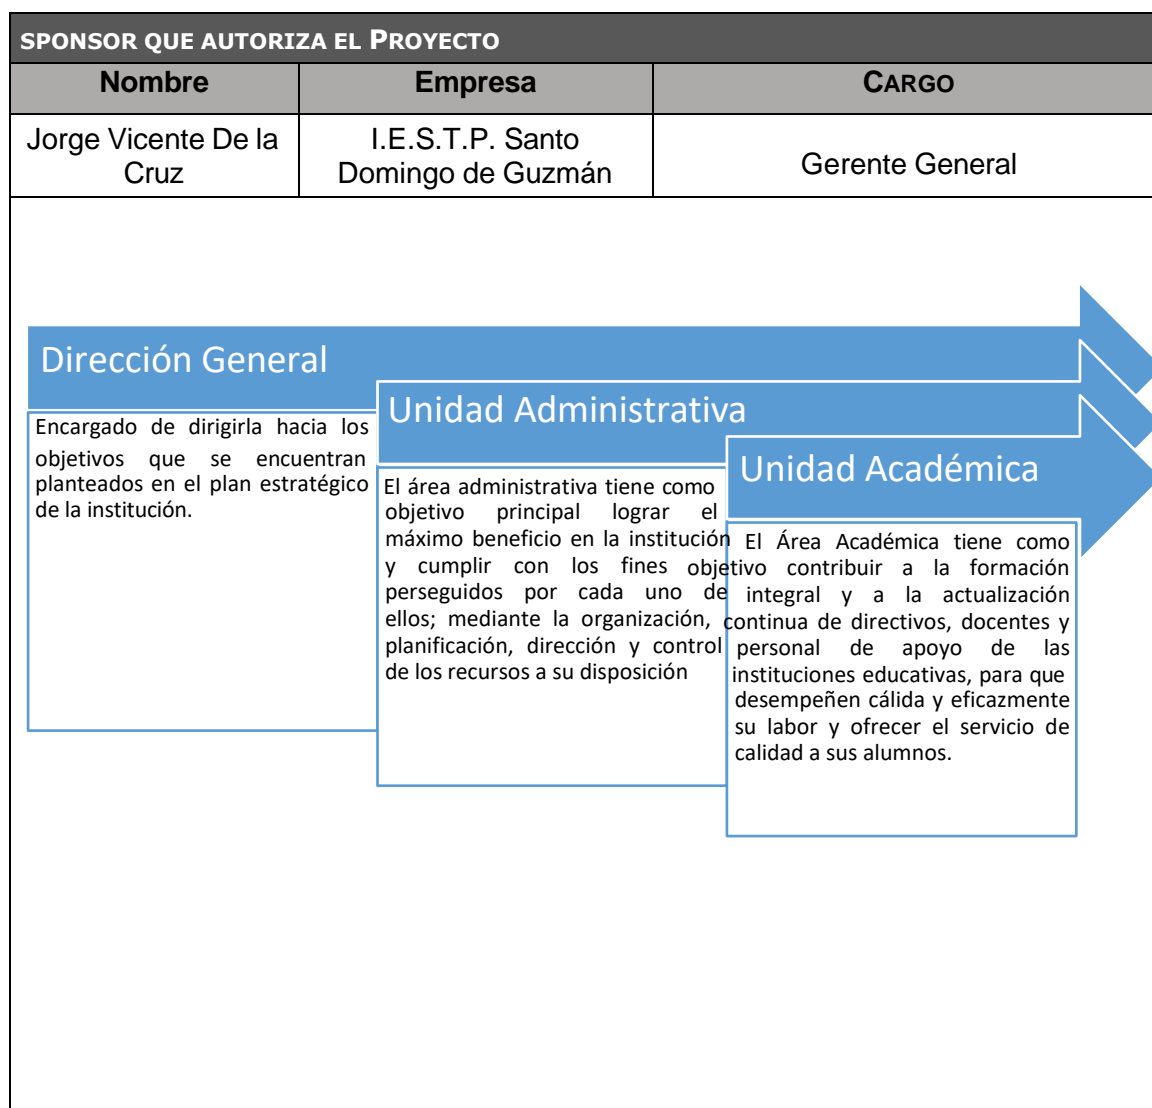 SPONSOR QUE AUTORIZA EL PROYECTO
Nombre
Empresa
CARGO
Jorge Vicente De la
Cruz
I.E.S.T.P. Santo
Domingo de Guzmán
Gerente General
Dirección General
Encargado de dirigirla hacia los
objetivos que se encuentran
planteados en el plan estratégico
de la institución.
Unidad Administrativa
El área administrativa tiene como
objetivo principal lograr el
máximo beneficio en la institución
y cumplir con los fines
perseguidos por cada uno de
ellos; mediante la organización,
planificación, dirección y control
de los recursos a su disposición
Unidad Académica
El Área Académica tiene como
objetivo contribuir a la formación
integral y a la actualización
continua de directivos, docentes y
personal de apoyo de las
instituciones educativas, para que
desempeñen cálida y eficazmente
su labor y ofrecer el servicio de
calidad a sus alumnos.